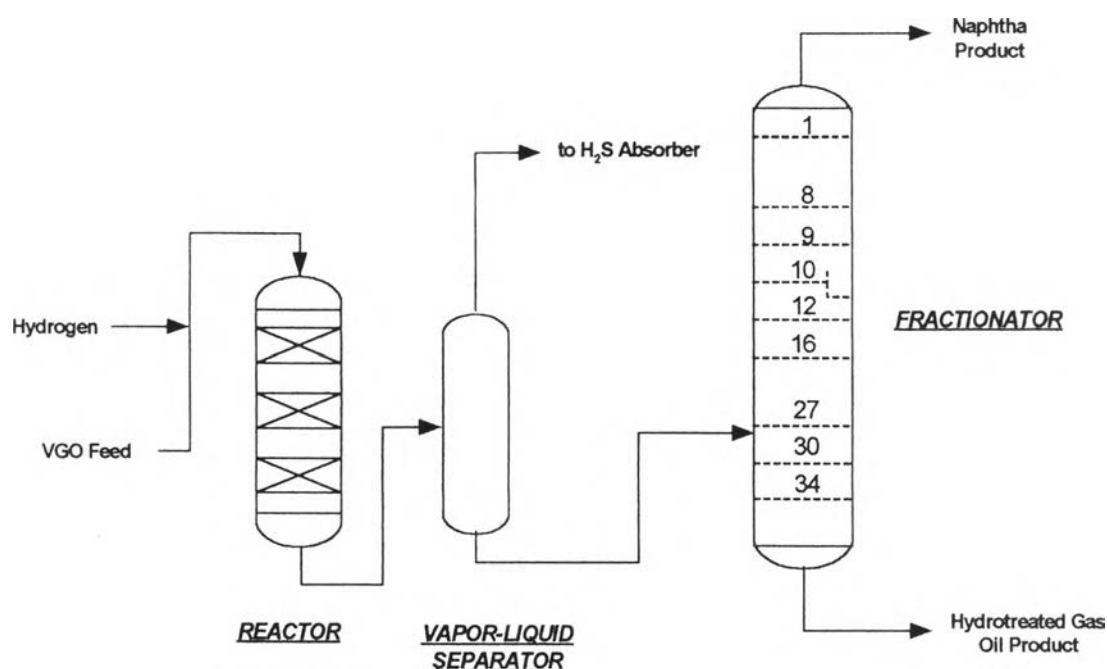 Naphtha
Product
1
to H₂S Absorber
8
9
10
12
16
27
30
34
FRACTIONATOR
Hydrogen
VGO Feed
REACTOR
VAPOR-LIQUID
SEPARATOR
Hydrotreated Gas
Oil Product